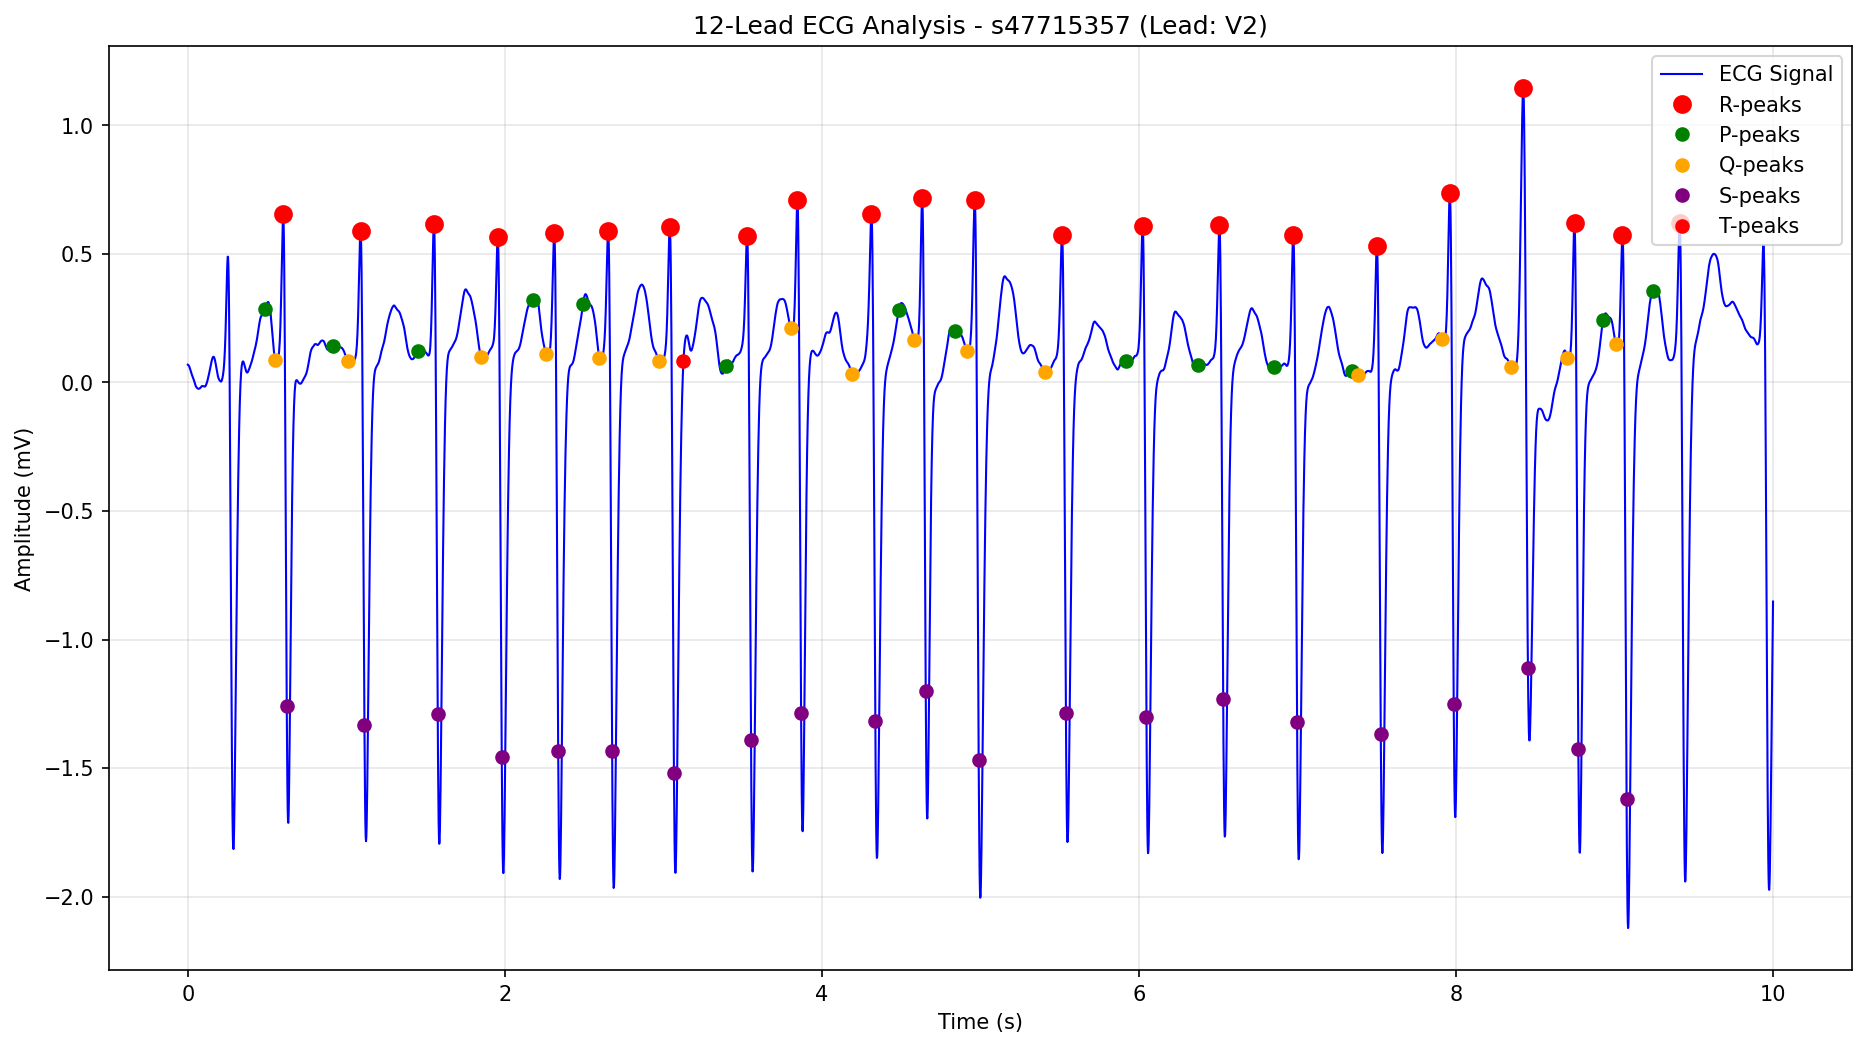 12-Lead ECG Analysis - s47715357 (Lead: V2)
ECG Signal
R-peaks
P-peaks
Q-peaks
S-peaks
T-peaks
Amplitude (mV)
1.0
0.5
0.0
−0.5
−1.0
−1.5
−2.0
0 2 4 6 8 10
Time (s)